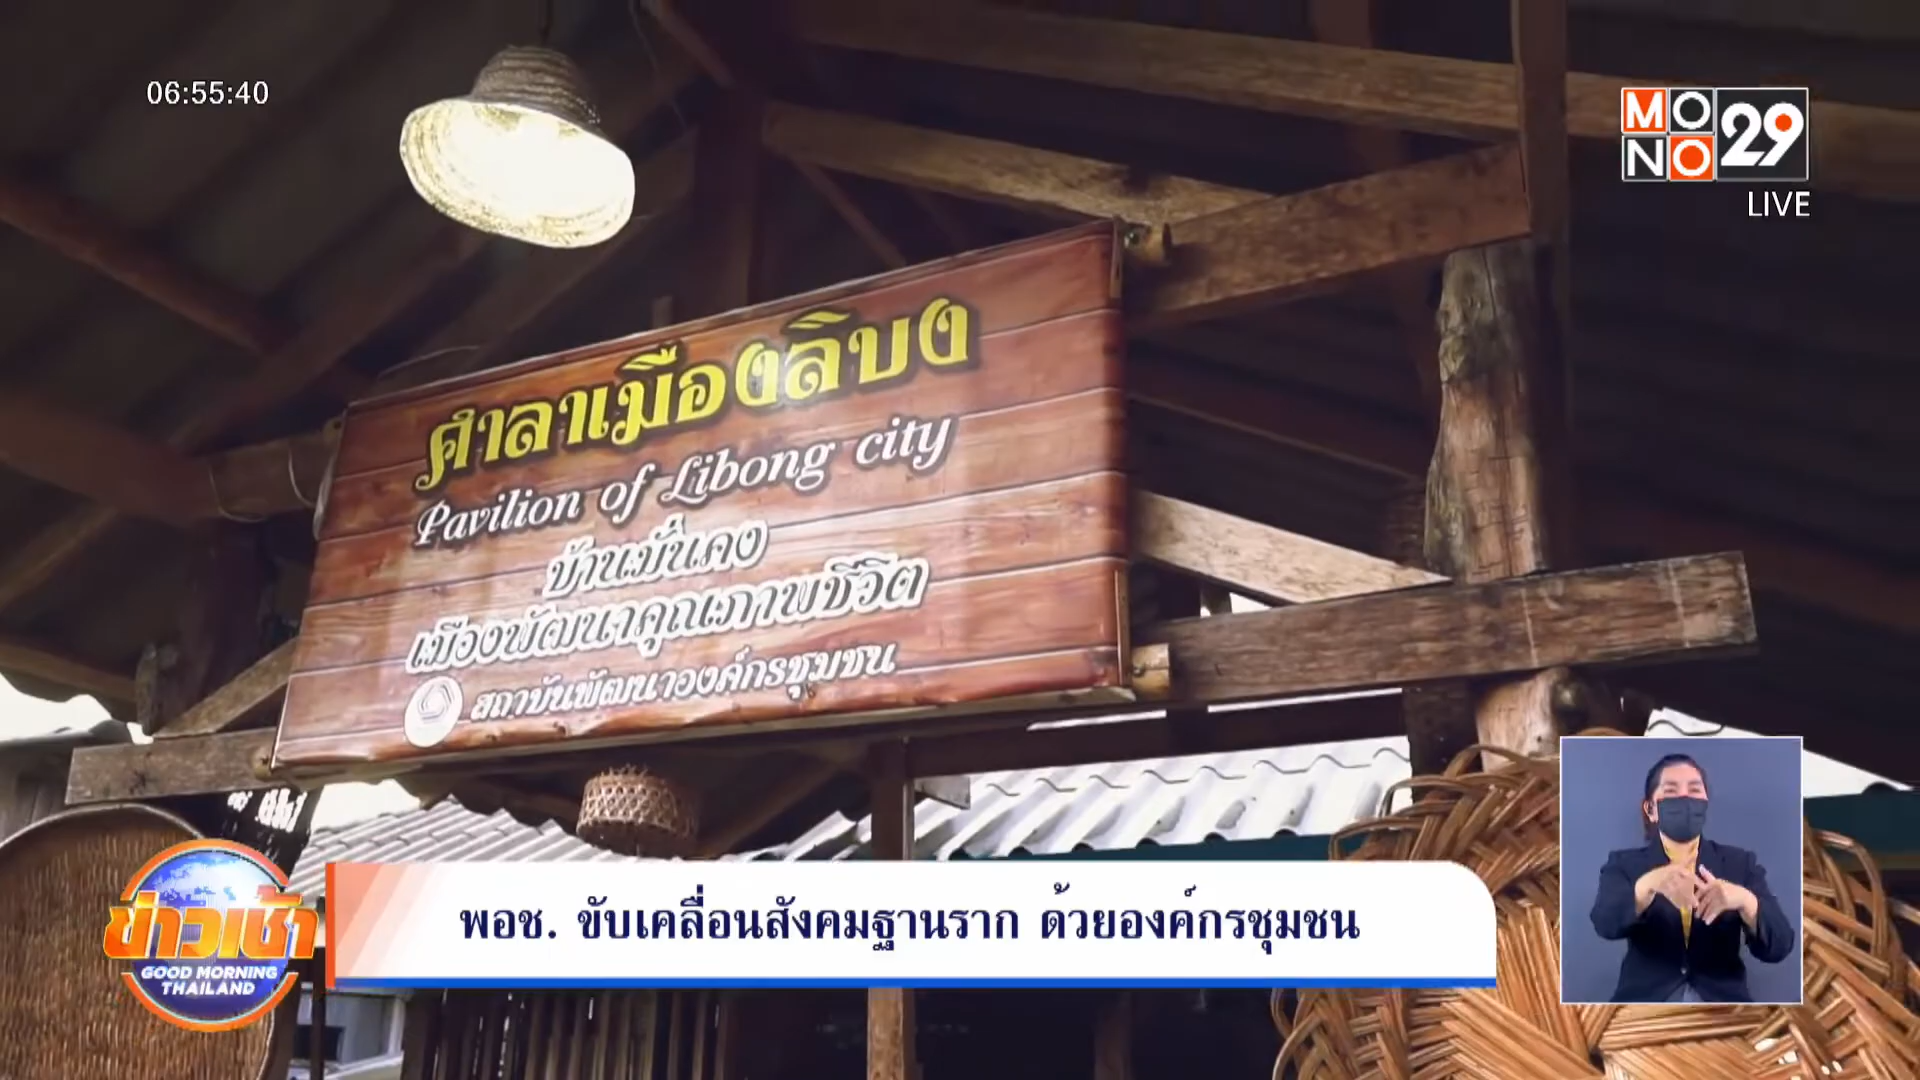 06:55:40
MONO 29
LIVE
ศาลาเมืองลิบง
Pavilion of Libong city
บ้านมั่นคง
เมืองพัฒนาคุณภาพชีวิต
สถาบันพัฒนาองค์กรชุมชน
ข่าวเช้า
GOOD MORNING
THAILAND
พอช. ขับเคลื่อนสังคมฐานราก ด้วยองค์กรชุมชน